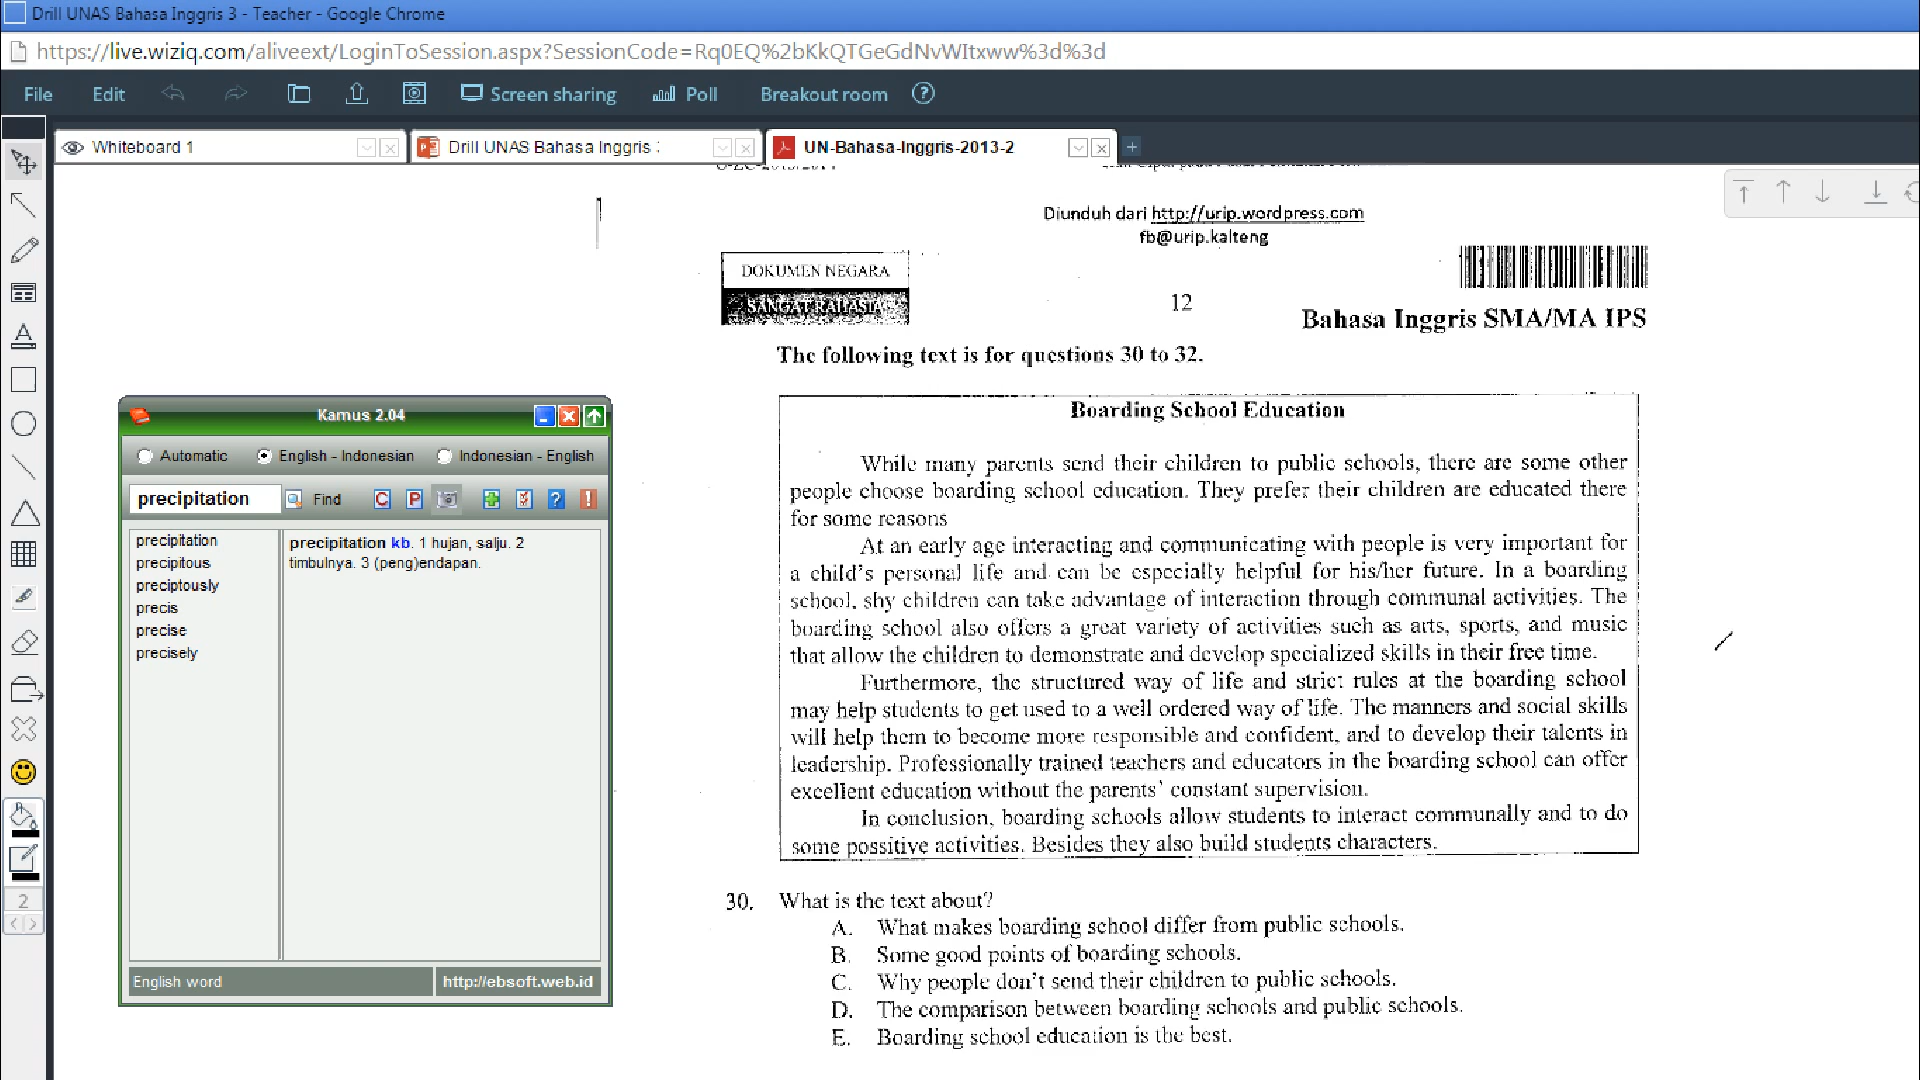 Drill UNAS Bahasa Inggris 3 - Teacher - Google Chrome
https://live.wiziq.com/aliveext/LoginToSession.aspx?SessionCode=Rq0EQ%2bKkQTGeGdNvWItxww%3d%3d
File Edit Screen sharing Poll Breakout room ?
Whiteboard 1
Drill UNAS Bahasa Inggris
UN-Bahasa-Inggris-2013-2
Diunduh dari http://urip.wordpress.com
fb@urip.kalteng
DOKUMEN NEGARA
SANGAT RAHASIA
12
Bahasa Inggris SMA/MA IPS
The following text is for questions 30 to 32.
Boarding School Education
While many parents send their children to public schools, there are some other
people choose boarding school education. They prefer their children are educated there
for some reasons
At an early age interacting and communicating with people is very important for
a child's personal life and can be especially helpful for his/her future. In a boarding
school, shy children can take advantage of interaction through communal activities. The
boarding school also offers a great variety of activities such as arts, sports, and music
that allow the children to demonstrate and develop specialized skills in their free time.
Furthermore, the structured way of life and strict rules at the boarding school
may help students to get used to a well ordered way of life. The manners and social skills
will help them to become more responsible and confident, and to develop their talents in
leadership. Professionally trained teachers and educators in the boarding school can offer
excellent education without the parents' constant supervision.
In conclusion, boarding schools allow students to interact communally and to do
some possitive activities. Besides they also build students characters.
30. What is the text about?
A. What makes boarding school differ from public schools.
B. Some good points of boarding schools.
C. Why people don't send their children to public schools.
D. The comparison between boarding schools and public schools.
E. Boarding school education is the best.
Kamus 2.04
Automatic English - Indonesian Indonesian - English
precipitation Find C P ? !
precipitation
precipitous
preciptously
precis
precise
precisely
precipitation kb. 1 hujan, salju. 2
timbulnya. 3 (peng)endapan.
English word
http://ebsoft.web.id
2